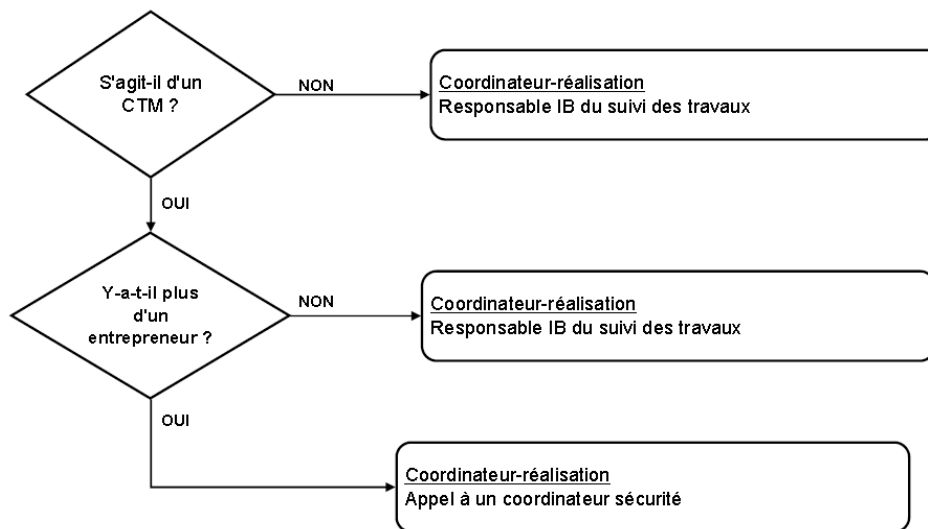 S'agit-il d'un
CTM ?
NON
Coordinateur-réalisation
Responsable IB du suivi des travaux
OUI
Y-a-t-il plus
d'un
entrepreneur ?
NON
Coordinateur-réalisation
Responsable IB du suivi des travaux
OUI
Coordinateur-réalisation
Appel à un coordinateur sécurité